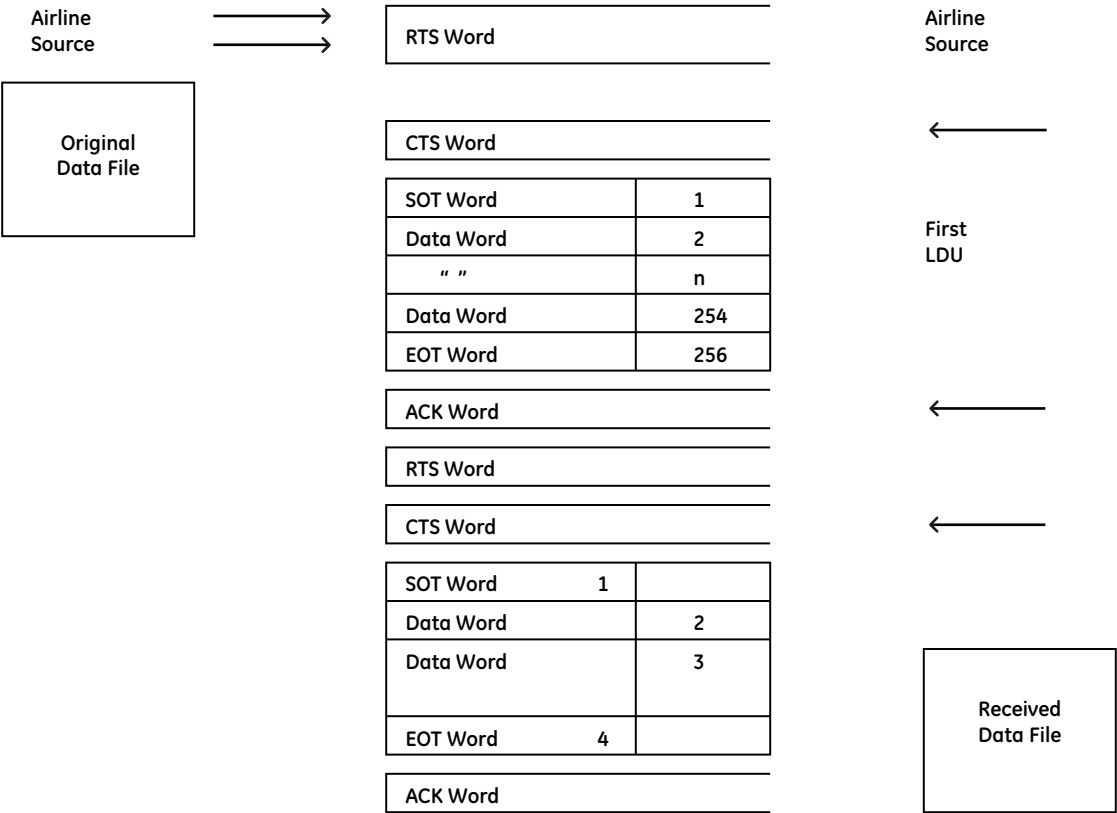 Airline
Source
RTS Word
Airline
Source
Original
Data File
CTS Word
SOT Word 1
Data Word 2
“ ” n
Data Word 254
EOT Word 256
First
LDU
ACK Word
RTS Word
CTS Word
SOT Word 1
Data Word 2
Data Word 3
EOT Word 4
ACK Word
Received
Data File